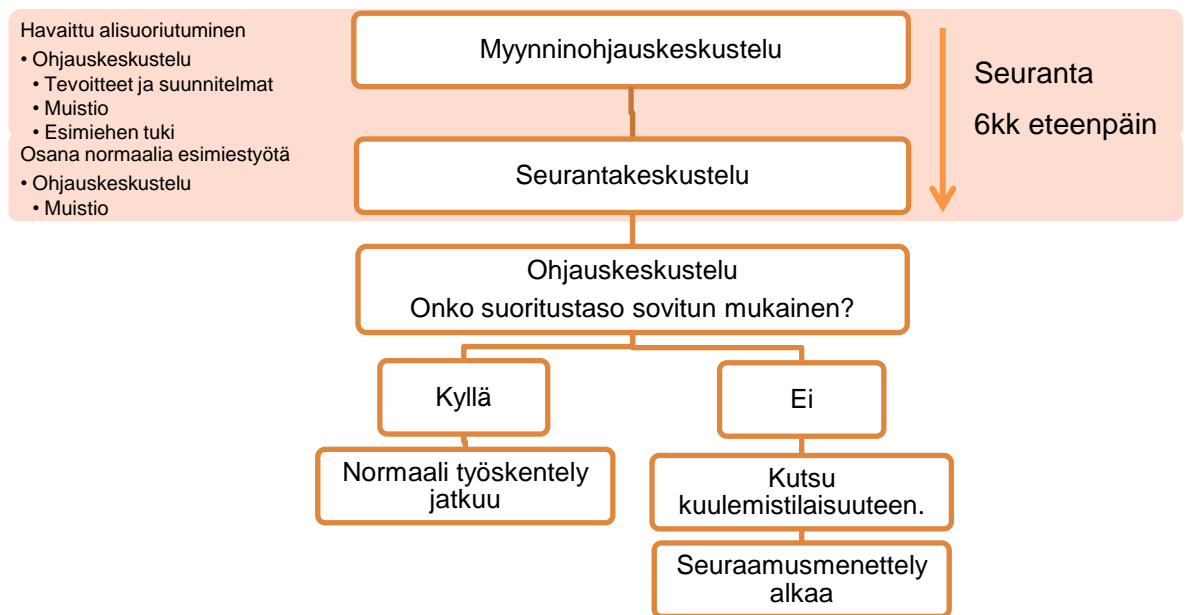 Havaittu alisuoriutuminen
• Ohjauskeskustelu
• Tevoitteet ja suunnitelmat
• Muistio
• Esimiehen tuki
Osana normaalia esimiestyötä
• Ohjauskeskustelu
• Muistio
Myynninohjauskeskustelu
Seurantakeskustelu
Seuranta
6kk eteenpäin
Ohjauskeskustelu
Onko suoritustaso sovitun mukainen?
Kyllä
Ei
Normaali työskentely
jatkuu
Kutsu
kuulemistilaisuuteen.
Seuraamusmenettely
alkaa